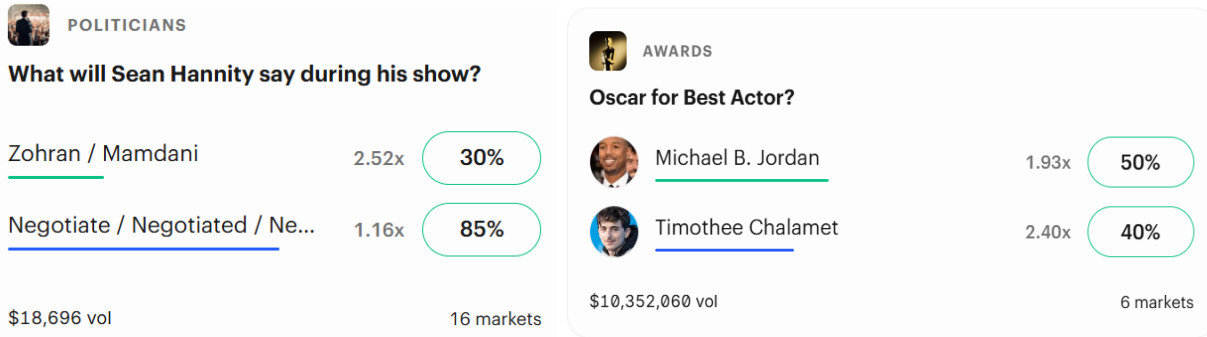 POLITICIANS
What will Sean Hannity say during his show?
Zohran / Mamdani 2.52x 30%
Negotiate / Negotiated / Ne... 1.16x 85%
$18,696 vol 16 markets
AWARDS
Oscar for Best Actor?
Michael B. Jordan 1.93x 50%
Timothee Chalamet 2.40x 40%
$10,352,060 vol 6 markets